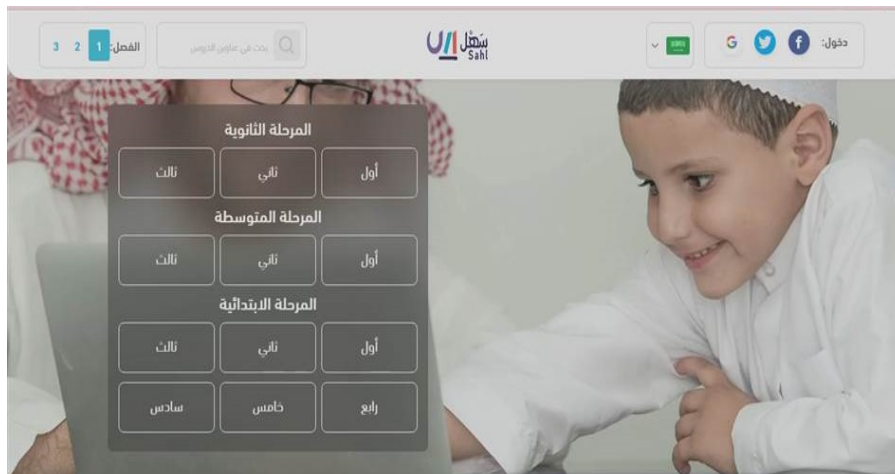 دخول:
سَهْل
Sahl
بحث في عناوين الدروس
الفصل: 1 2 3
المرحلة الثانوية
أول ثاني ثالث
المرحلة المتوسطة
أول ثاني ثالث
المرحلة الابتدائية
أول ثاني ثالث
رابع خامس سادس